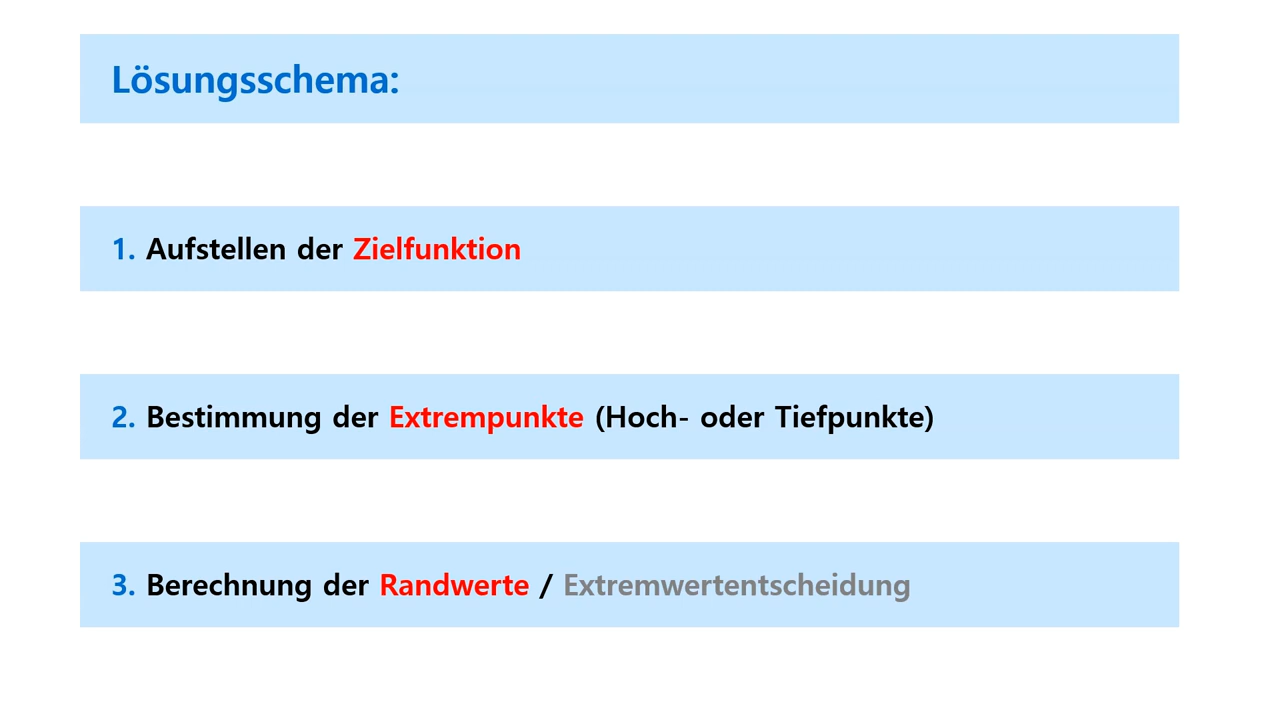 Lösungsschema:
1. Aufstellen der Zielfunktion
2. Bestimmung der Extrempunkte (Hoch- oder Tiefpunkte)
3. Berechnung der Randwerte / Extremwertentscheidung